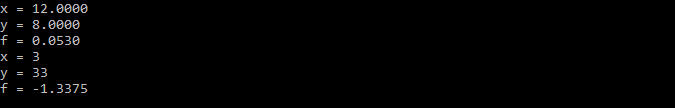 x = 12.0000
y = 8.0000
f = 0.0530
x = 3
y = 33
f = -1.3375